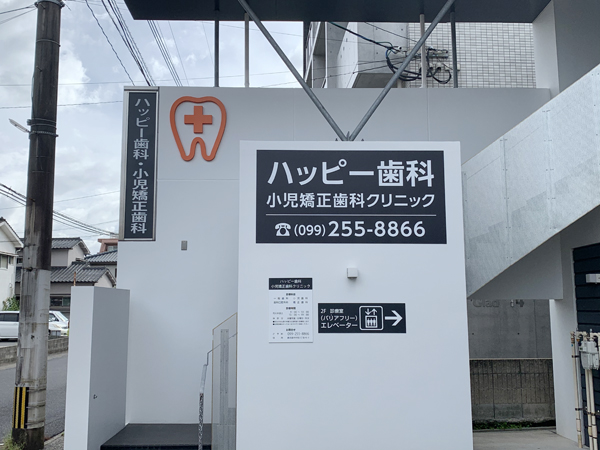 ハッピー歯科・小児矯正歯科
ハッピー歯科
小児矯正歯科クリニック
☎(099)255-8866
ハッピー歯科
小児矯正歯科クリニック
2F 診療室
(バリアフリー)
エレベーター